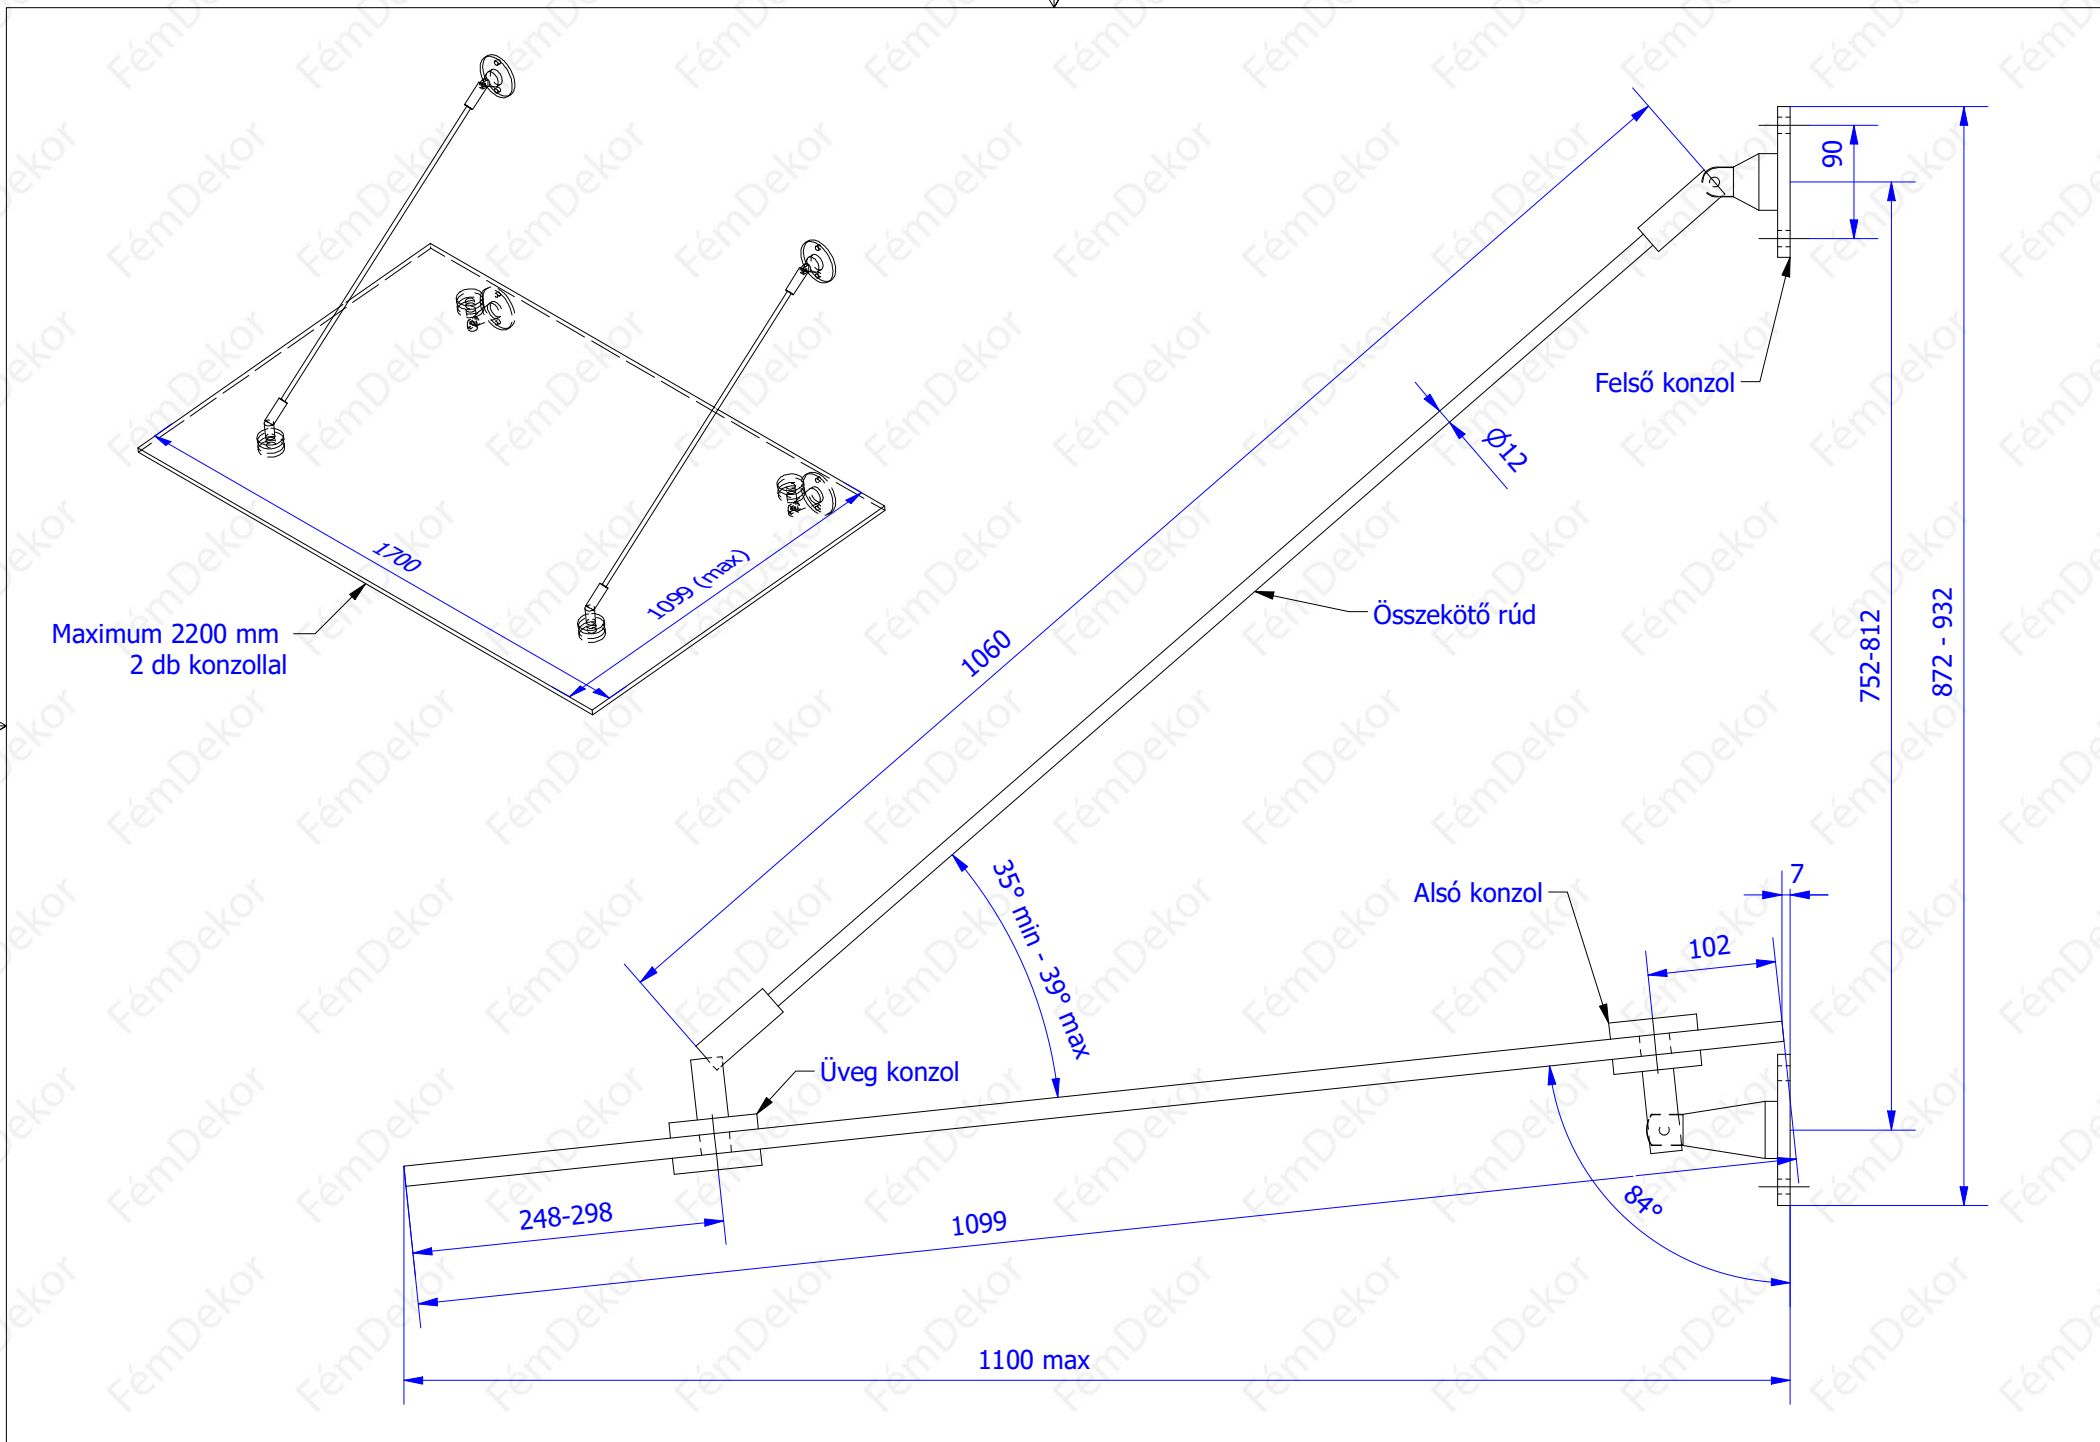 1700
1099 (max)
Maximum 2200 mm
2 db konzollal
90
Felső konzol
Ø12
Összekötő rúd
1060
752-812
872 - 932
35° min - 39° max
Alsó konzol
7
102
Üveg konzol
84°
248-298
1099
1100 max
FémDekor